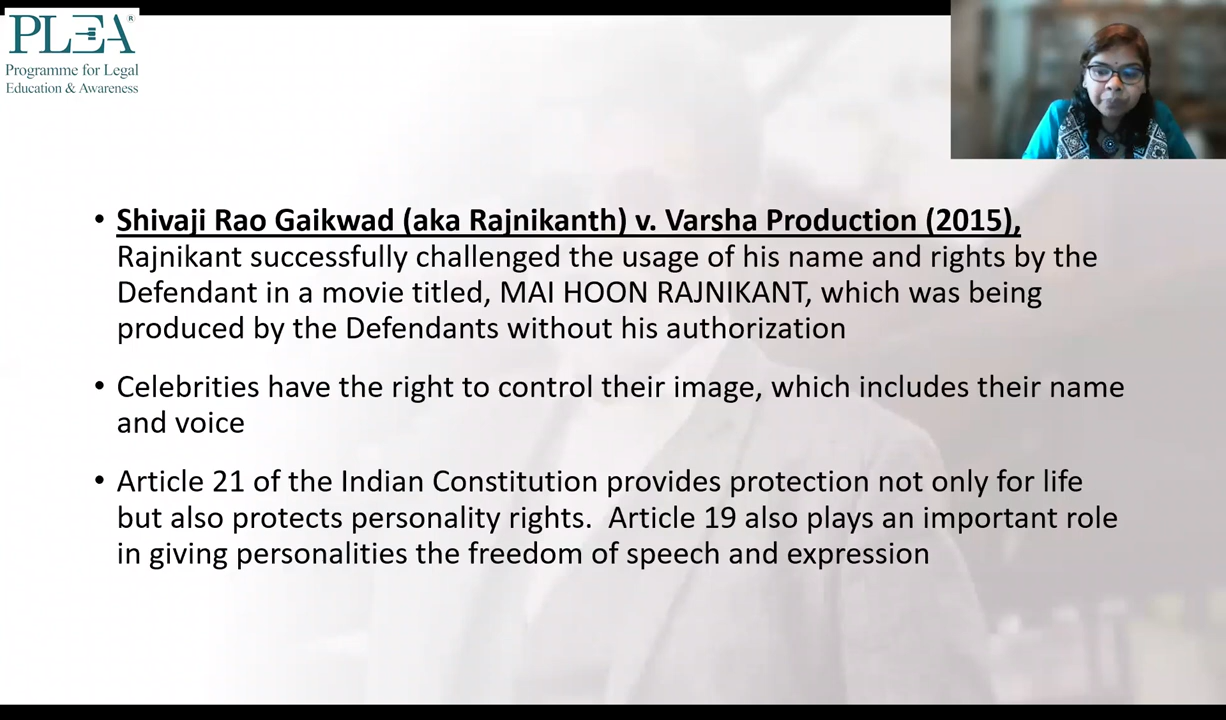 PLEA®
Programme for Legal
Education & Awareness
• Shivaji Rao Gaikwad (aka Rajnikanth) v. Varsha Production (2015),
Rajnikant successfully challenged the usage of his name and rights by the
Defendant in a movie titled, MAI HOON RAJNIKANT, which was being
produced by the Defendants without his authorization
• Celebrities have the right to control their image, which includes their name
and voice
• Article 21 of the Indian Constitution provides protection not only for life
but also protects personality rights.  Article 19 also plays an important role
in giving personalities the freedom of speech and expression